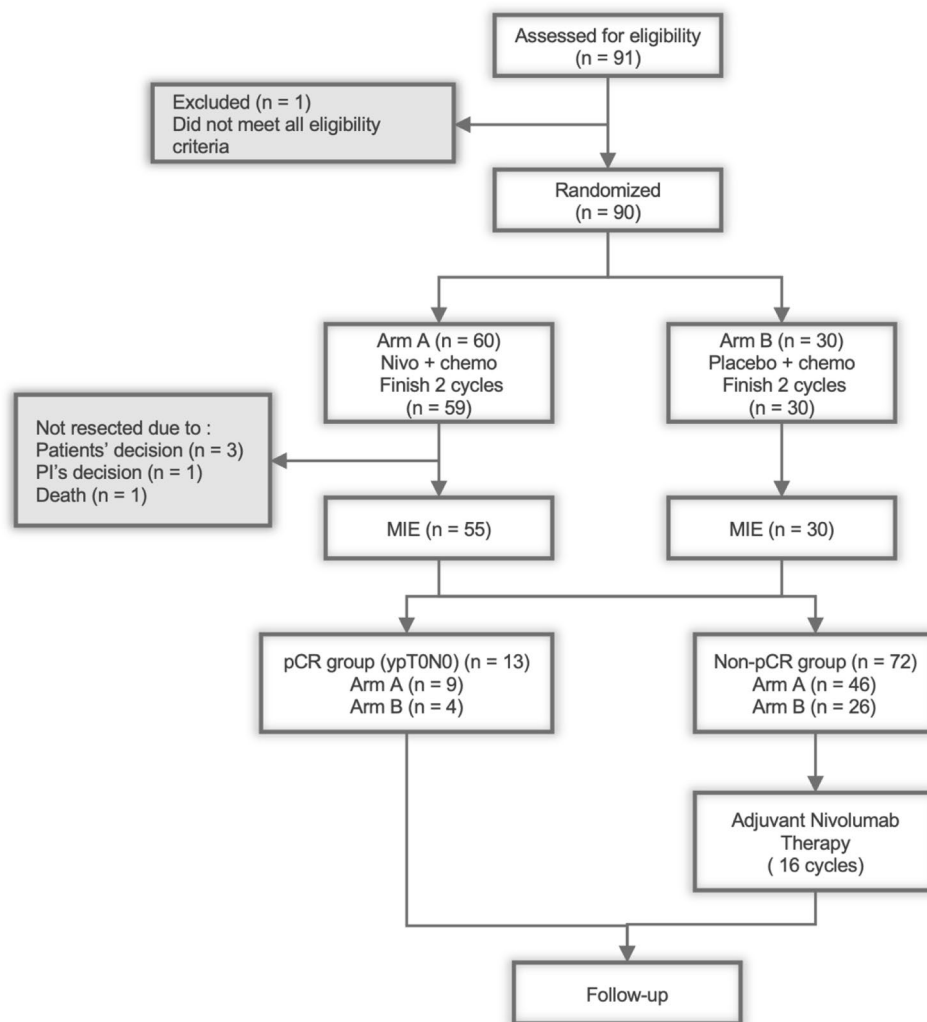 Assessed for eligibility
(n = 91)
Excluded (n = 1)
Did not meet all eligibility
criteria
Randomized
(n = 90)
Arm A (n = 60)
Nivo + chemo
Finish 2 cycles
(n = 59)
Arm B (n = 30)
Placebo + chemo
Finish 2 cycles
(n = 30)
Not resected due to :
Patients’ decision (n = 3)
PI’s decision (n = 1)
Death (n = 1)
MIE (n = 55)
MIE (n = 30)
pCR group (ypT0N0) (n = 13)
Arm A (n = 9)
Arm B (n = 4)
Non-pCR group (n = 72)
Arm A (n = 46)
Arm B (n = 26)
Adjuvant Nivolumab
Therapy
( 16 cycles)
Follow-up